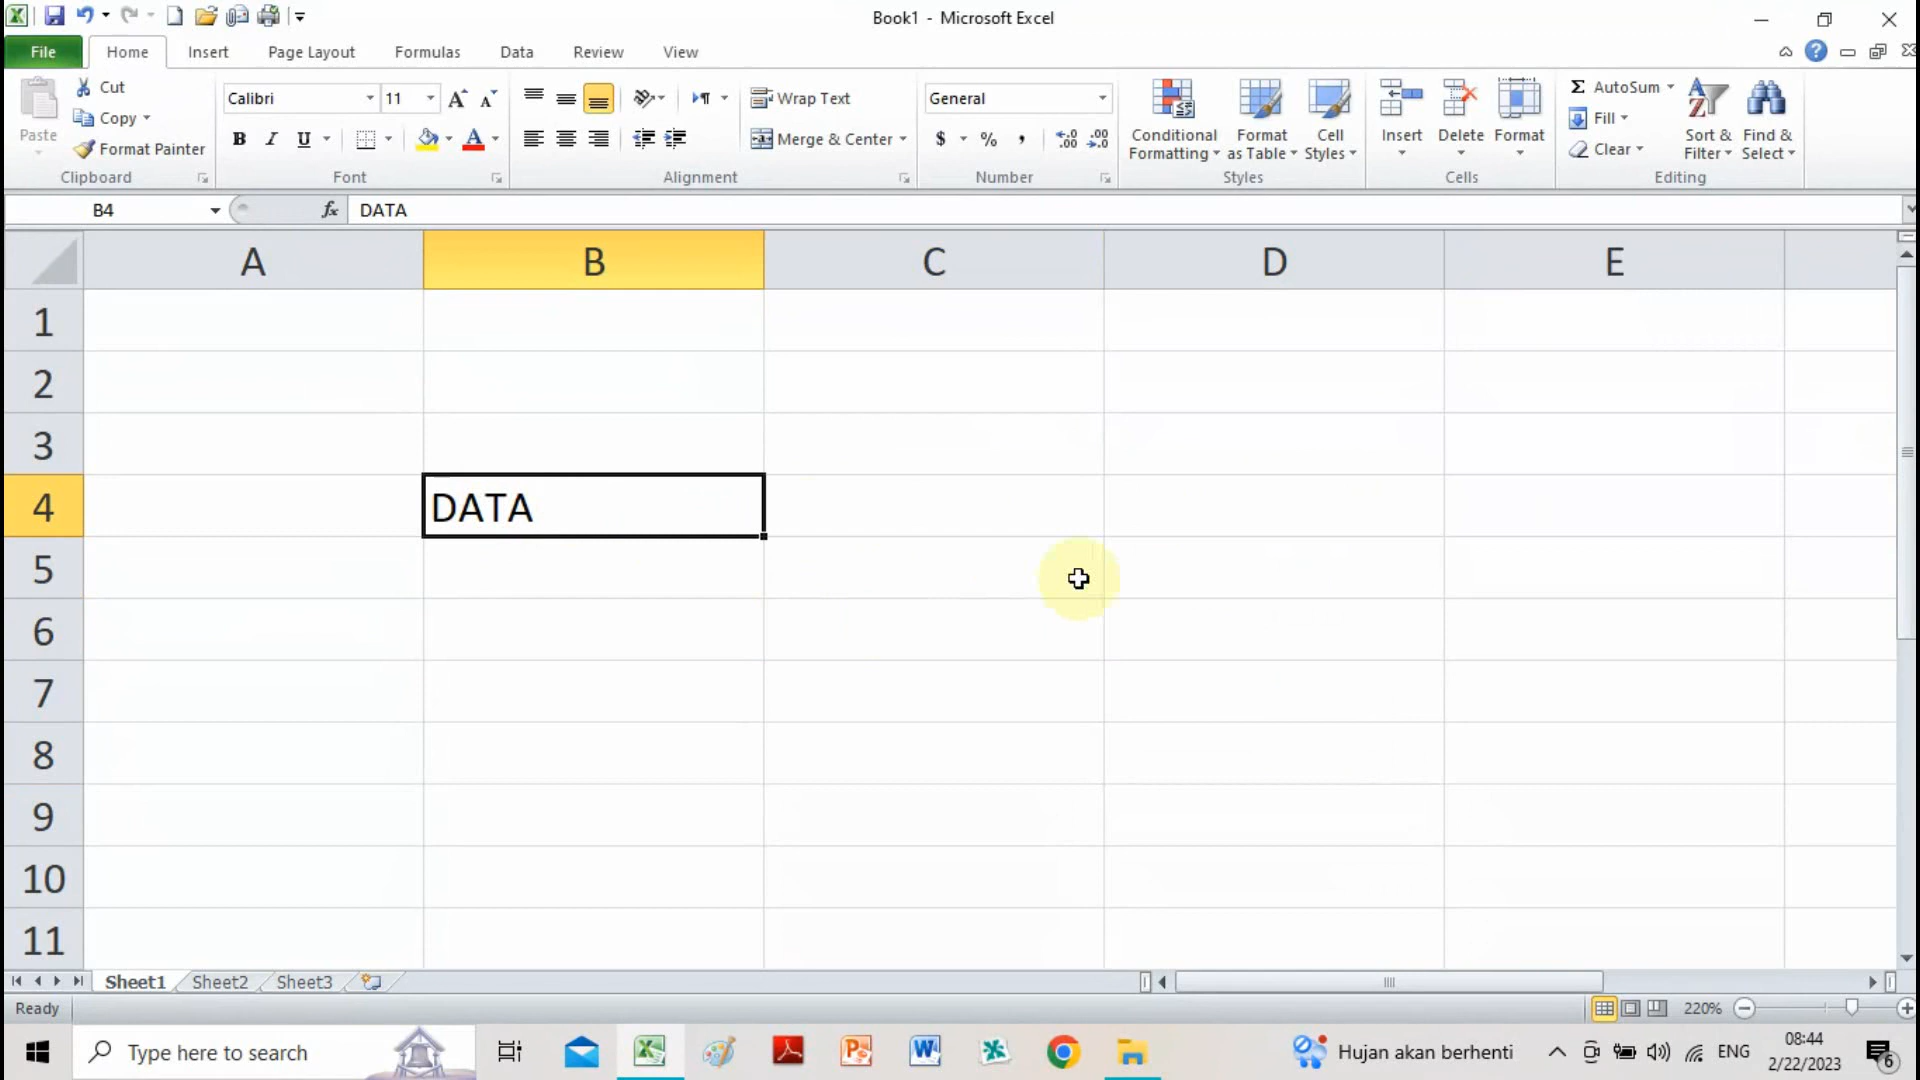 Book1 - Microsoft Excel
File Home Insert Page Layout Formulas Data Review View
Paste
Cut
Copy
Format Painter
Clipboard
Calibri 11
B I U A
Font
Wrap Text
Merge & Center
Alignment
General
$ % ,
Number
Conditional Formatting
Format as Table
Cell Styles
Styles
Insert Delete Format
Cells
Σ AutoSum
Fill
Clear
Sort & Filter
Find & Select
Editing
B4 fx DATA
A B C D E
1
2
3
4 DATA
5
6
7
8
9
10
11
Sheet1 Sheet2 Sheet3
Ready 220%
Type here to search Hujan akan berhenti ENG 08:44
2/22/2023 6